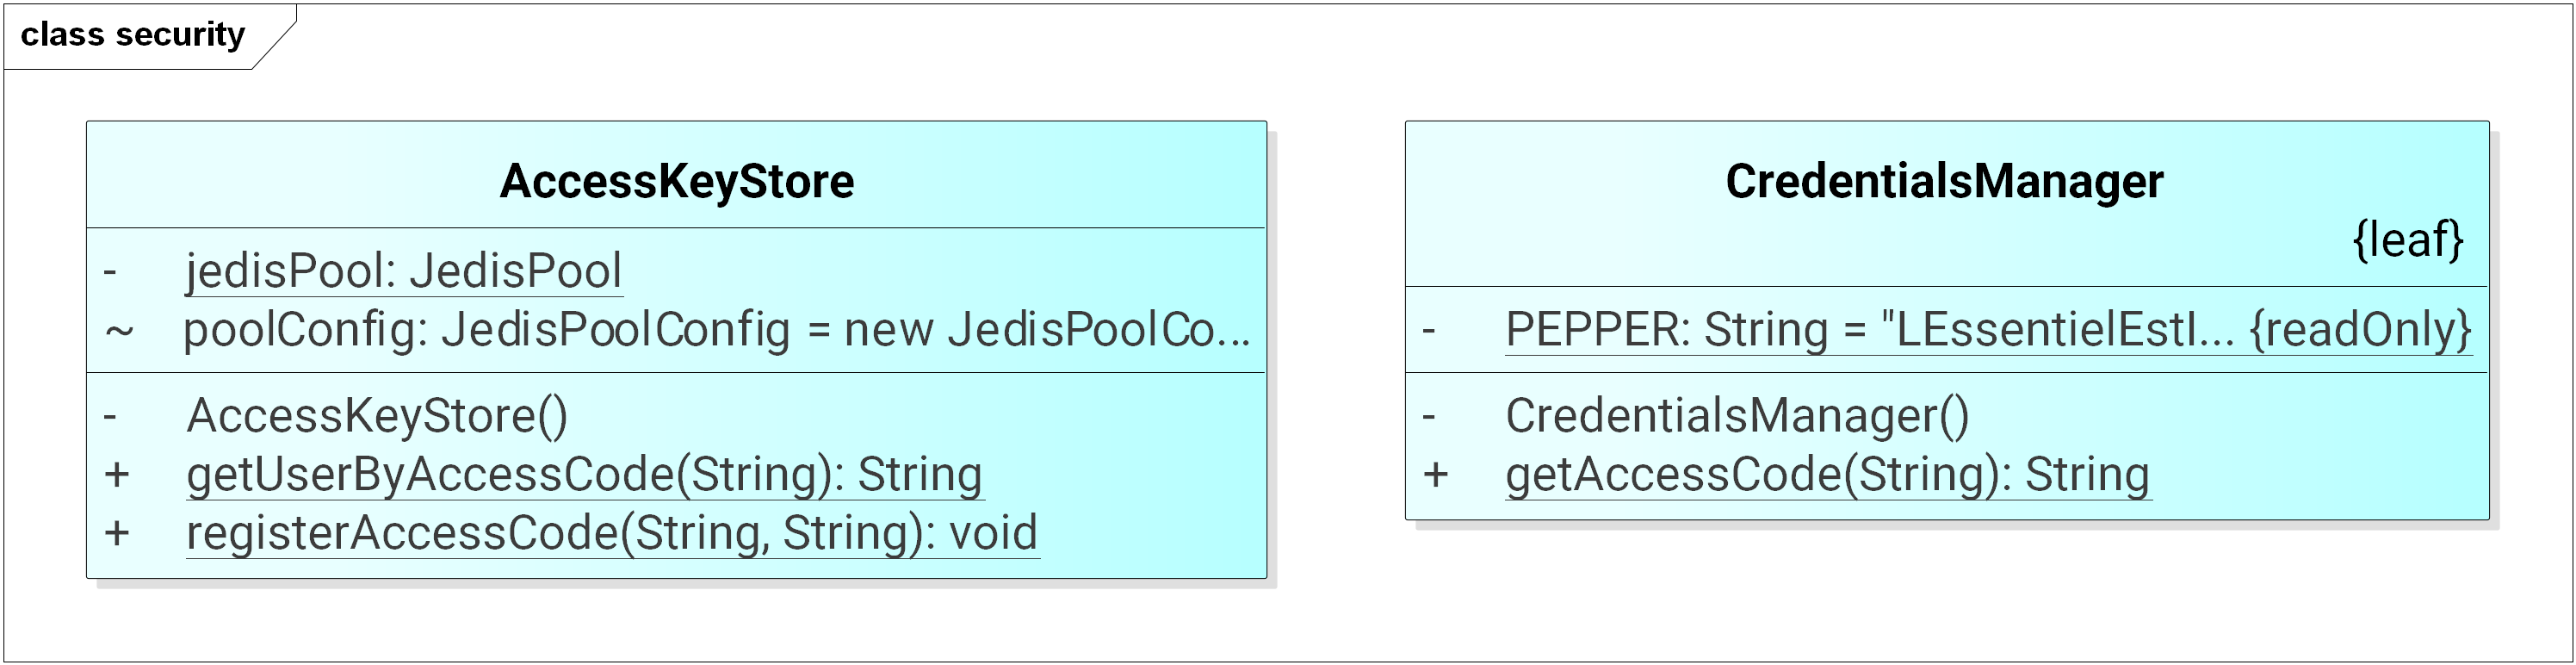 class security
AccessKeyStore
- jedisPool: JedisPool
~ poolConfig: JedisPoolConfig = new JedisPoolCo...
- AccessKeyStore()
+ getUserByAccessCode(String): String
+ registerAccessCode(String, String): void
CredentialsManager
{leaf}
- PEPPER: String = "LEssentielEstI... {readOnly}
- CredentialsManager()
+ getAccessCode(String): String